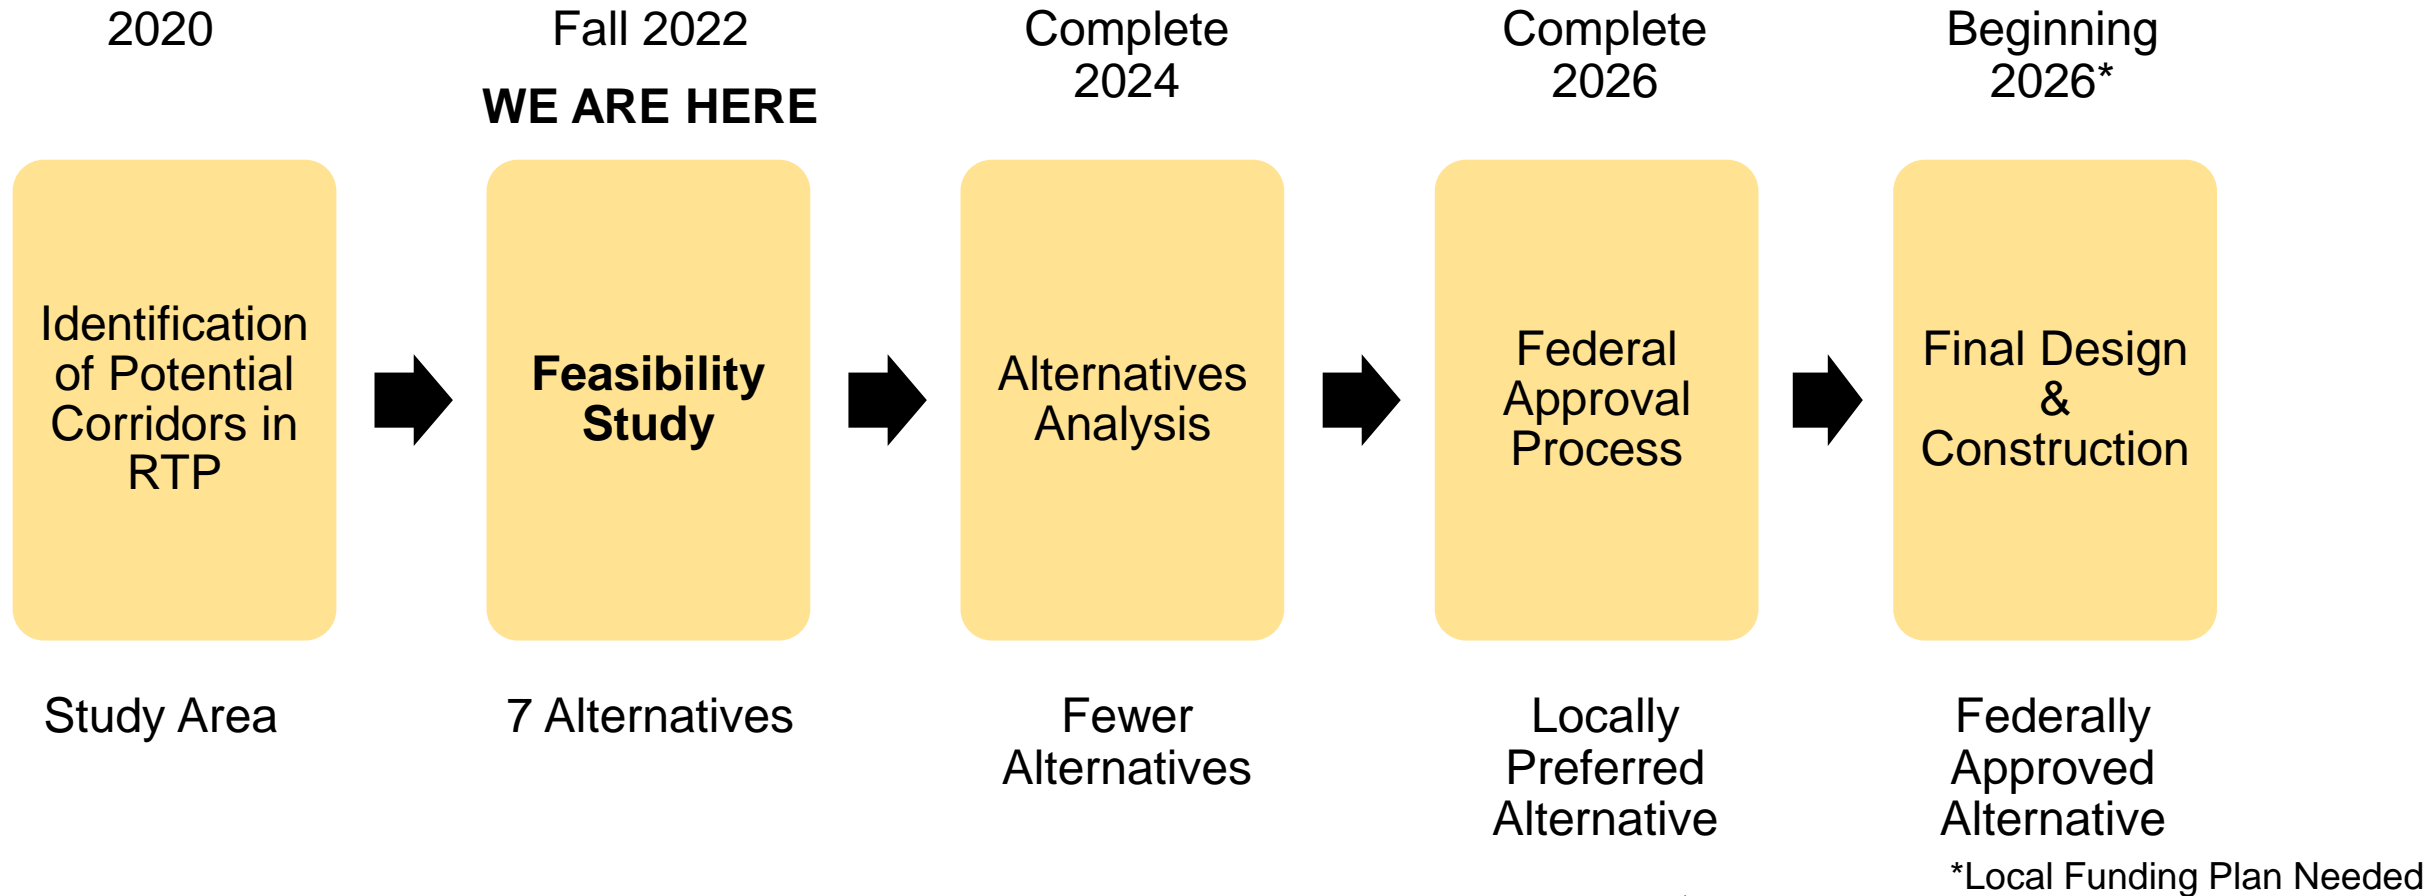 2020
Fall 2022
WE ARE HERE
Complete
2024
Complete
2026
Beginning
2026*
Identification
of Potential
Corridors in
RTP
Feasibility
Study
Alternatives
Analysis
Federal
Approval
Process
Final Design
&
Construction
Study Area
7 Alternatives
Fewer
Alternatives
Locally
Preferred
Alternative
Federally
Approved
Alternative
*Local Funding Plan Needed